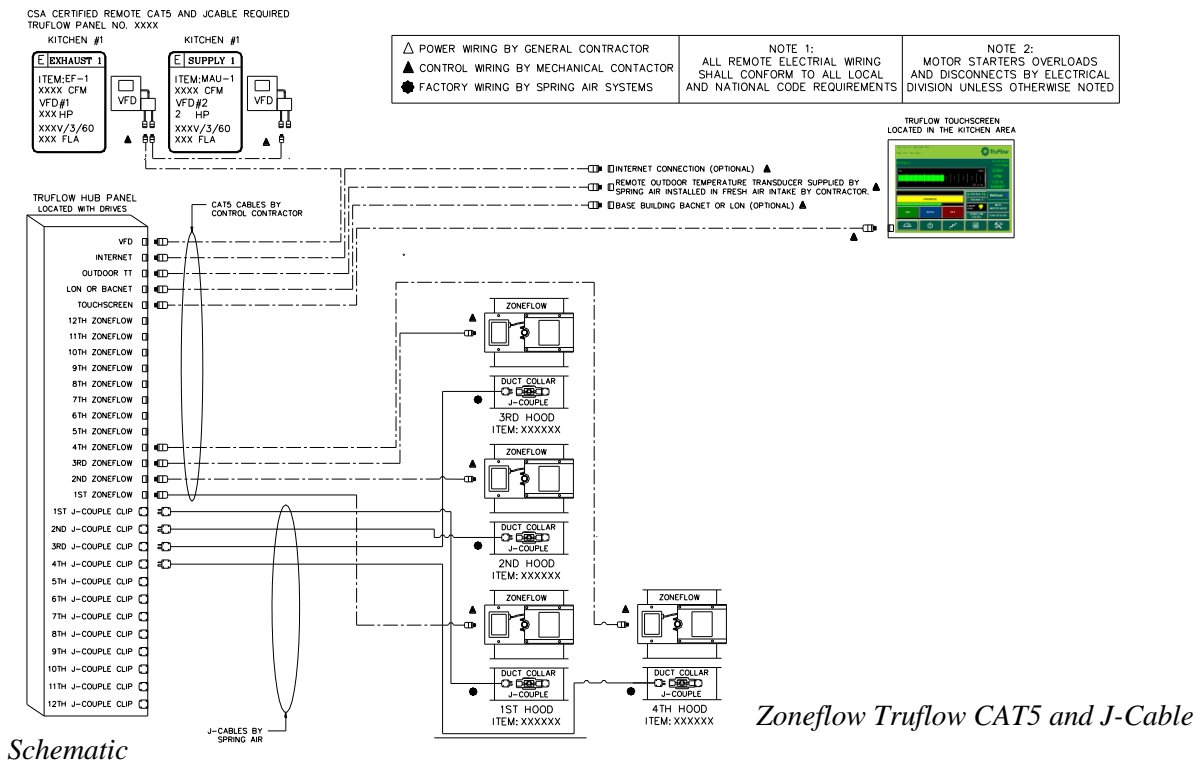 CSA CERTIFIED REMOTE CAT5 AND JCABLE REQUIRED
TRUFLOW PANEL NO. XXXX
KITCHEN #1
E EXHAUST 1
ITEM:EF-1
XXXX CFM
VFD#1
XXX HP
XXXV/3/60
XXX FLA
VFD
KITCHEN #1
E SUPPLY 1
ITEM:MAU-1
XXXX CFM
VFD#2
2 HP
XXXV/3/60
XXX FLA
VFD
POWER WIRING BY GENERAL CONTRACTOR
CONTROL WIRING BY MECHANICAL CONTACTOR
FACTORY WIRING BY SPRING AIR SYSTEMS
NOTE 1:
ALL REMOTE ELECTRIAL WIRING
SHALL CONFORM TO ALL LOCAL
AND NATIONAL CODE REQUIREMENTS
NOTE 2:
MOTOR STARTERS OVERLOADS
AND DISCONNECTS BY ELECTRICAL
DIVISION UNLESS OTHERWISE NOTED
TRUFLOW TOUCHSCREEN
LOCATED IN THE KITCHEN AREA
TruFlow
INTERNET CONNECTION (OPTIONAL)
REMOTE OUTDOOR TEMPERATURE TRANSDUCER SUPPLIED BY
SPRING AIR INSTALLED IN FRESH AIR INTAKE BY CONTRACTOR.
BASE BUILDING BACNET OR LON (OPTIONAL)
TRUFLOW HUB PANEL
LOCATED WITH DRIVES
CAT5 CABLES BY
CONTROL CONTRACTOR
VFD
INTERNET
OUTDOOR TT
LON OR BACNET
TOUCHSCREEN
12TH ZONEFLOW
11TH ZONEFLOW
10TH ZONEFLOW
9TH ZONEFLOW
8TH ZONEFLOW
7TH ZONEFLOW
6TH ZONEFLOW
5TH ZONEFLOW
4TH ZONEFLOW
3RD ZONEFLOW
2ND ZONEFLOW
1ST ZONEFLOW
1ST J-COUPLE CLIP
2ND J-COUPLE CLIP
3RD J-COUPLE CLIP
4TH J-COUPLE CLIP
5TH J-COUPLE CLIP
6TH J-COUPLE CLIP
7TH J-COUPLE CLIP
8TH J-COUPLE CLIP
9TH J-COUPLE CLIP
10TH J-COUPLE CLIP
11TH J-COUPLE CLIP
12TH J-COUPLE CLIP
J-CABLES BY
SPRING AIR
ZONEFLOW
DUCT COLLAR
J-COUPLE
3RD HOOD
ITEM: XXXXXX
ZONEFLOW
DUCT COLLAR
J-COUPLE
2ND HOOD
ITEM: XXXXXX
ZONEFLOW
DUCT COLLAR
J-COUPLE
1ST HOOD
ITEM: XXXXXX
ZONEFLOW
DUCT COLLAR
J-COUPLE
4TH HOOD
ITEM: XXXXXX
Zoneflow Truflow CAT5 and J-Cable
Schematic